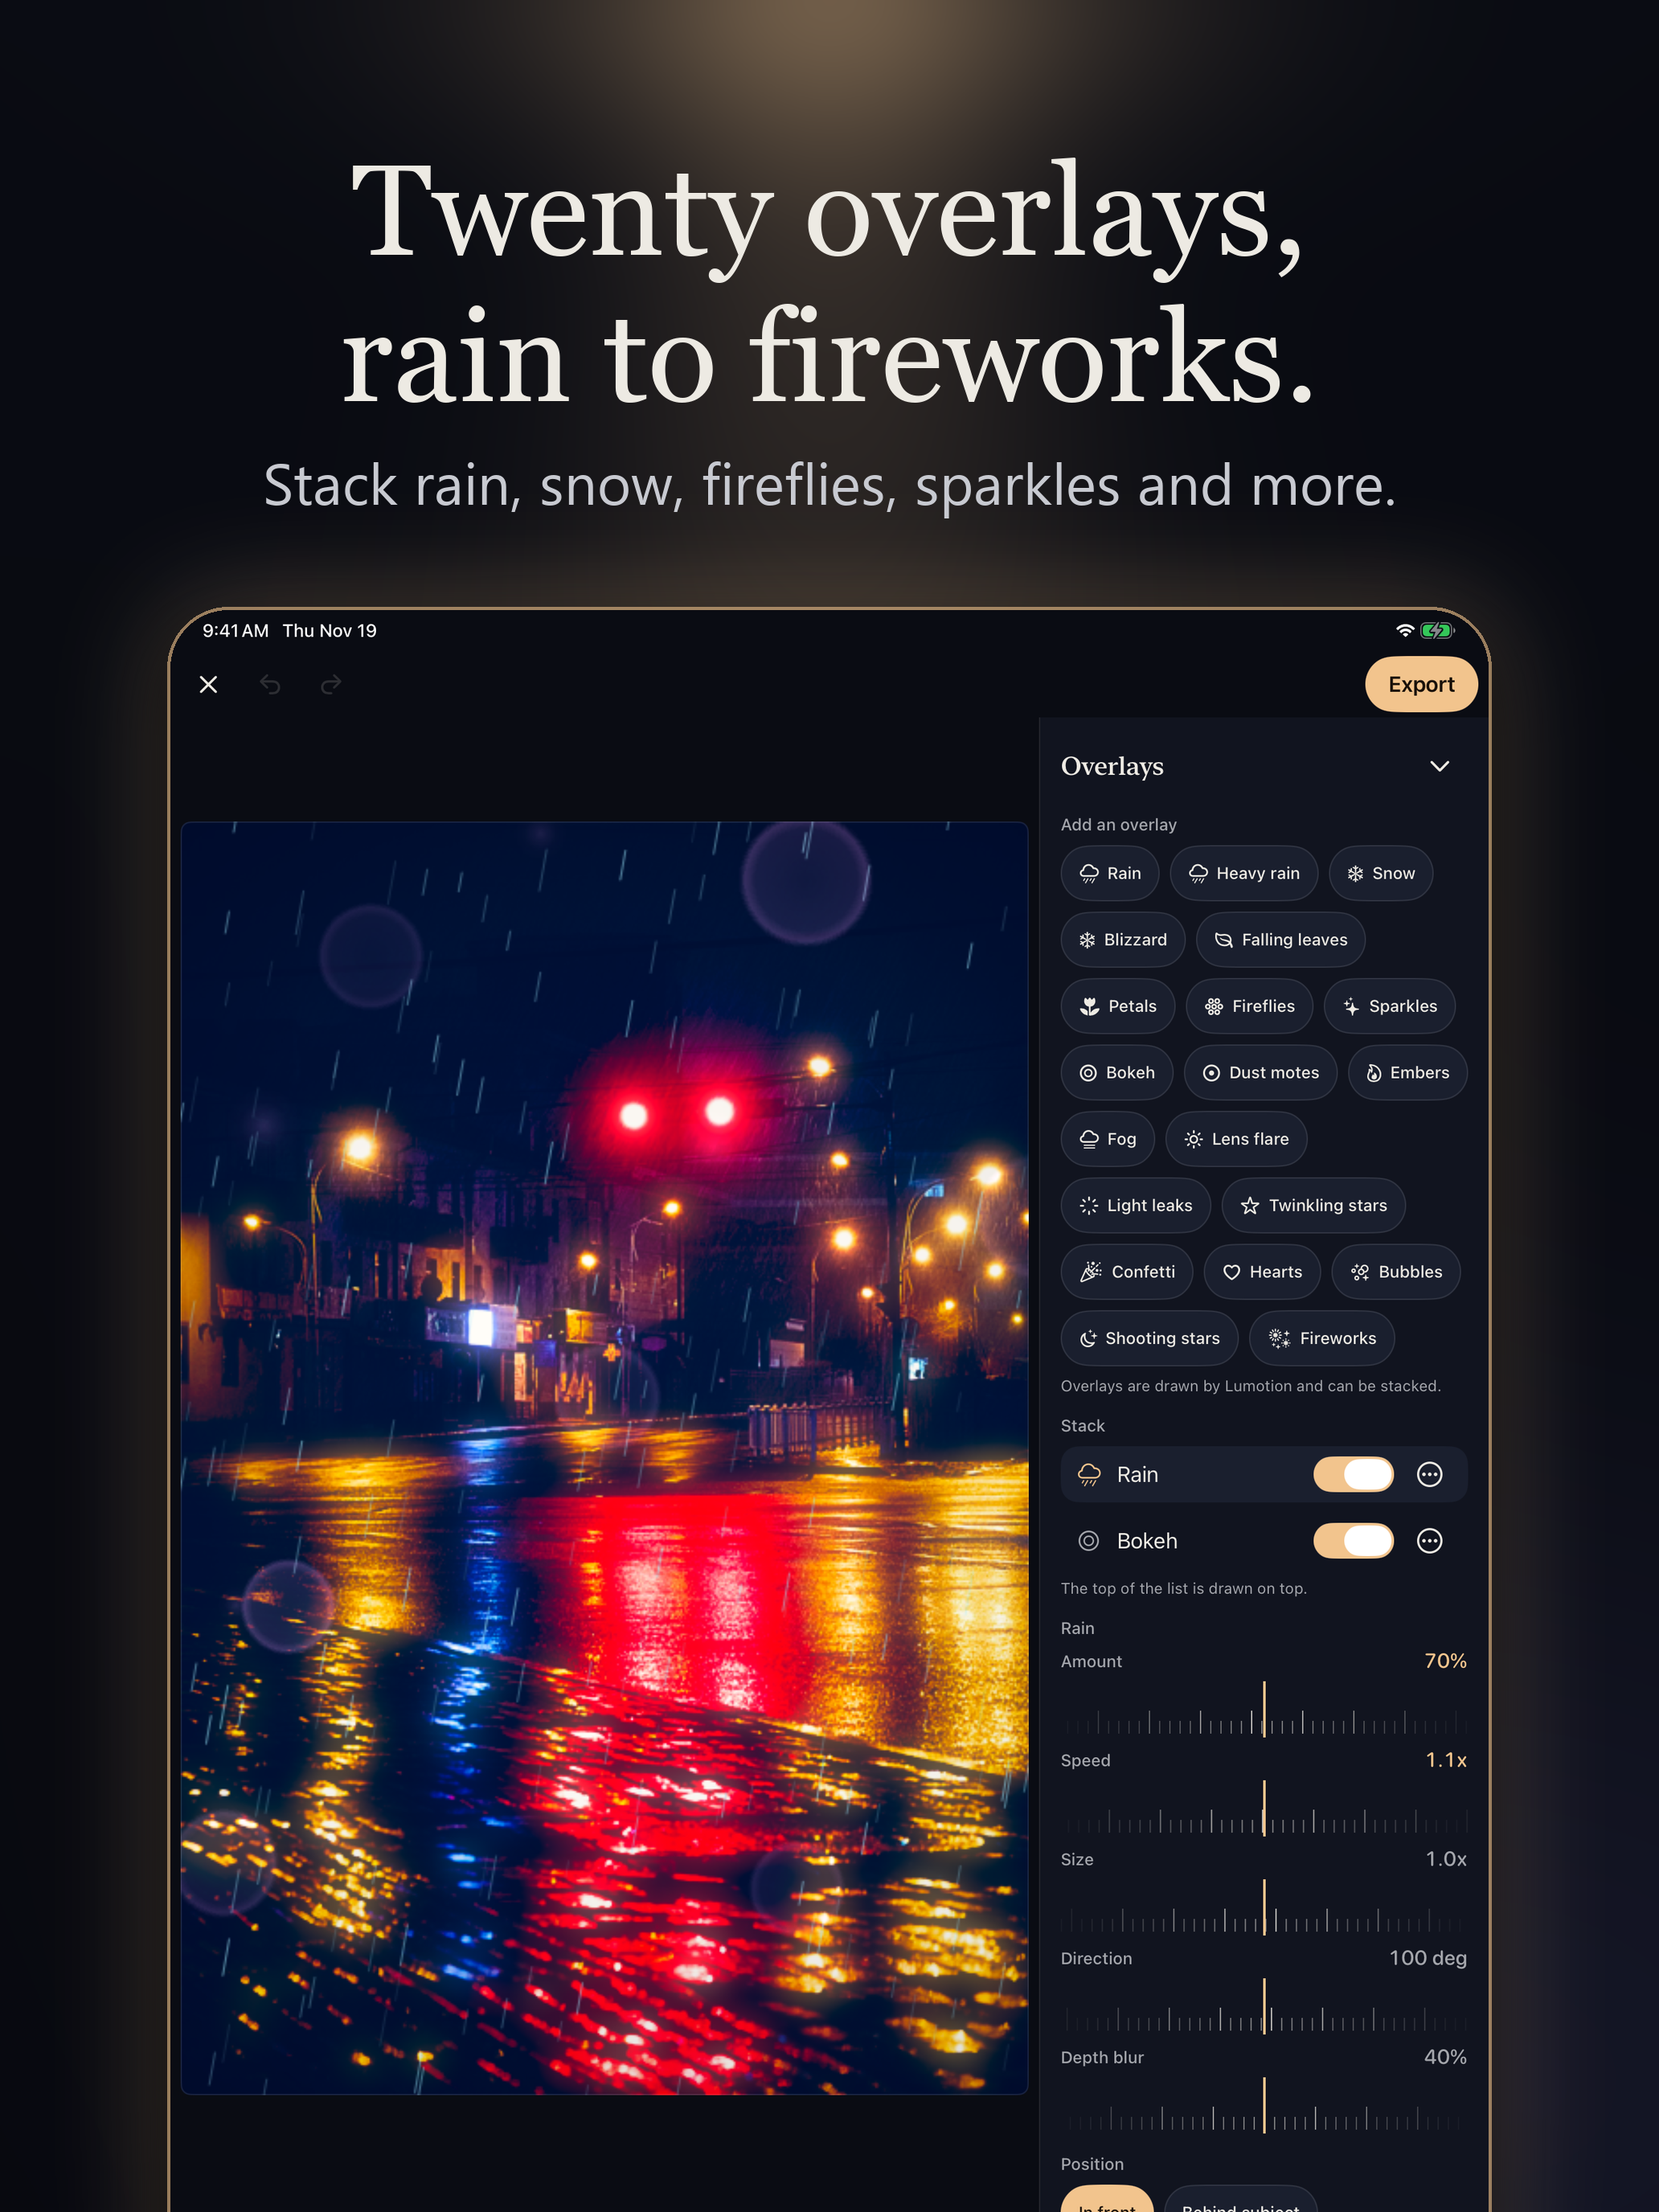 Twenty overlays,
rain to fireworks.
Stack rain, snow, fireflies, sparkles and more.
9:41 AM Thu Nov 19
Export
Overlays
Add an overlay
Rain Heavy rain Snow
Blizzard Falling leaves
Petals Fireflies Sparkles
Bokeh Dust motes Embers
Fog Lens flare
Light leaks Twinkling stars
Confetti Hearts Bubbles
Shooting stars Fireworks
Overlays are drawn by Lumotion and can be stacked.
Stack
Rain
Bokeh
The top of the list is drawn on top.
Rain
Amount 70%
Speed 1.1x
Size 1.0x
Direction 100 deg
Depth blur 40%
Position
In front Behind subject